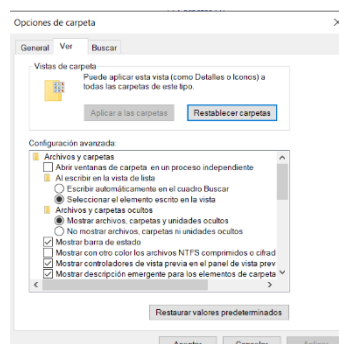 Opciones de carpeta
General Ver Buscar
Vistas de carpeta
Puede aplicar esta vista (como Detalles o Iconos) a
todas las carpetas de este tipo.
Aplicar a las carpetas Restablecer carpetas
Configuración avanzada:
Archivos y carpetas
Abrir ventanas de carpeta en un proceso independiente
Al escribir en la vista de lista
Escribir automáticamente en el cuadro Buscar
Seleccionar el elemento escrito en la vista
Archivos y carpetas ocultos
Mostrar archivos, carpetas y unidades ocultos
No mostrar archivos, carpetas ni unidades ocultos
Mostrar barra de estado
Mostrar con otro color los archivos NTFS comprimidos o cifrad
Mostrar controladores de vista previa en el panel de vista prev
Mostrar descripción emergente para los elementos de carpeta
Restaurar valores predeterminados
Aceptar Cancelar Aplicar